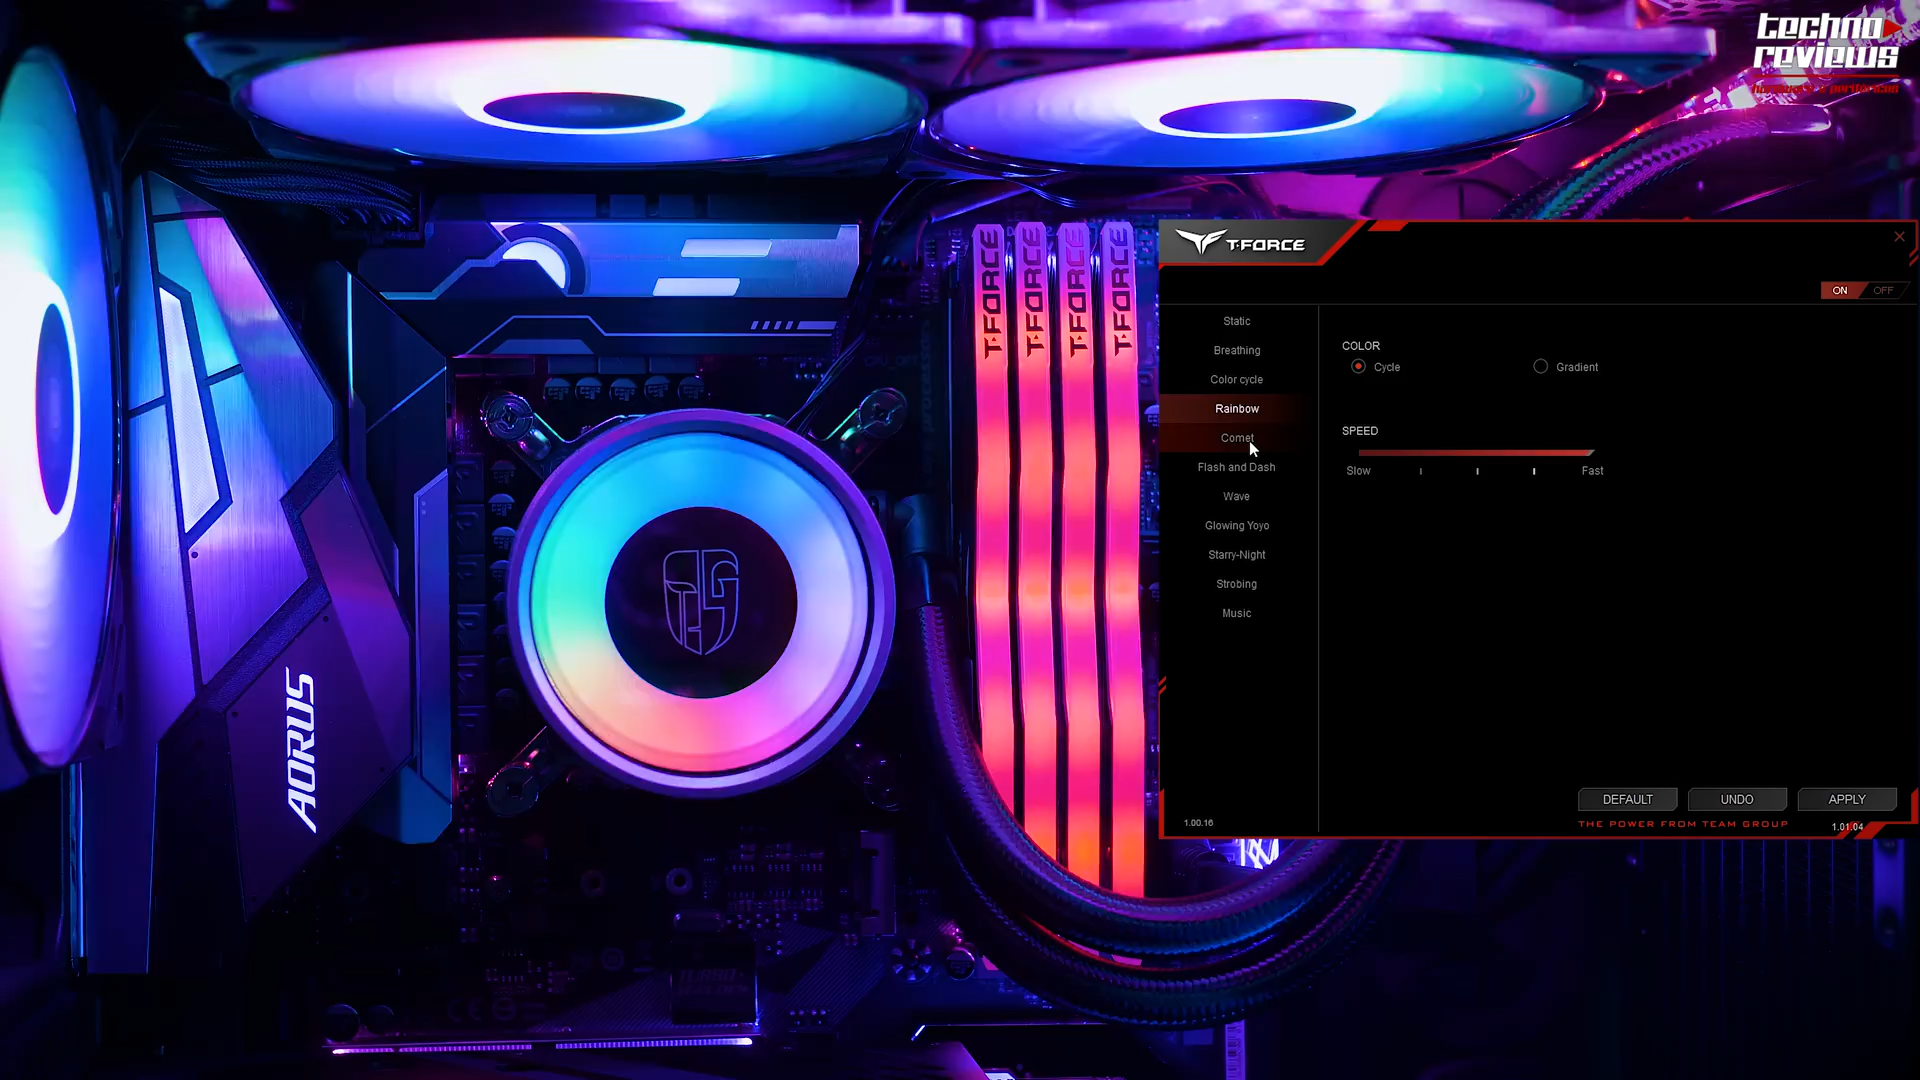 techno
reviews
hardware y periféricos
T-FORCE
T-FORCE
T-FORCE
T-FORCE
T-FORCE
ON
OFF
Static
Breathing
Color cycle
Rainbow
Comet
Flash and Dash
Wave
Glowing Yoyo
Starry-Night
Strobing
Music
COLOR
Cycle
Gradient
SPEED
Slow
Fast
DEFAULT
UNDO
APPLY
1.00.16
THE POWER FROM TEAM GROUP
1.01.04
AORUS